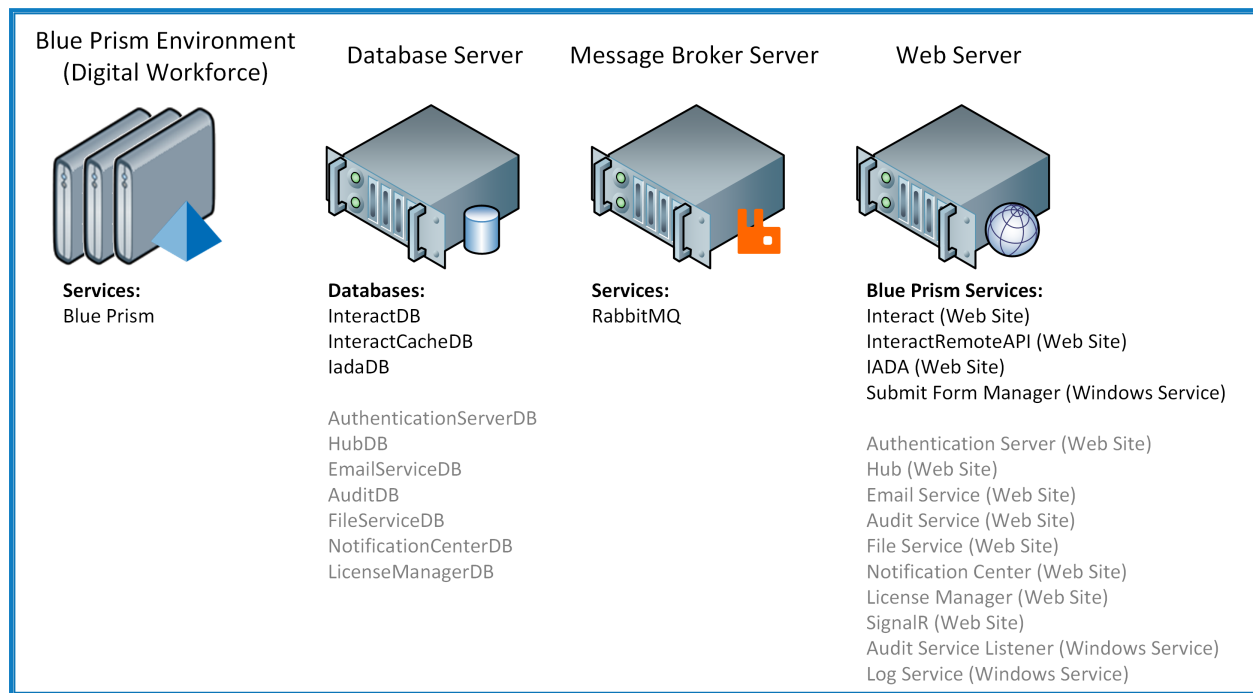 Blue Prism Environment
(Digital Workforce)
Database Server
Message Broker Server
Web Server
Services:
Blue Prism
Databases:
InteractDB
InteractCacheDB
IadaDB
AuthenticationServerDB
HubDB
EmailServiceDB
AuditDB
FileServiceDB
NotificationCenterDB
LicenseManagerDB
Services:
RabbitMQ
Blue Prism Services:
Interact (Web Site)
InteractRemoteAPI (Web Site)
IADA (Web Site)
Submit Form Manager (Windows Service)
Authentication Server (Web Site)
Hub (Web Site)
Email Service (Web Site)
Audit Service (Web Site)
File Service (Web Site)
Notification Center (Web Site)
License Manager (Web Site)
SignalR (Web Site)
Audit Service Listener (Windows Service)
Log Service (Windows Service)